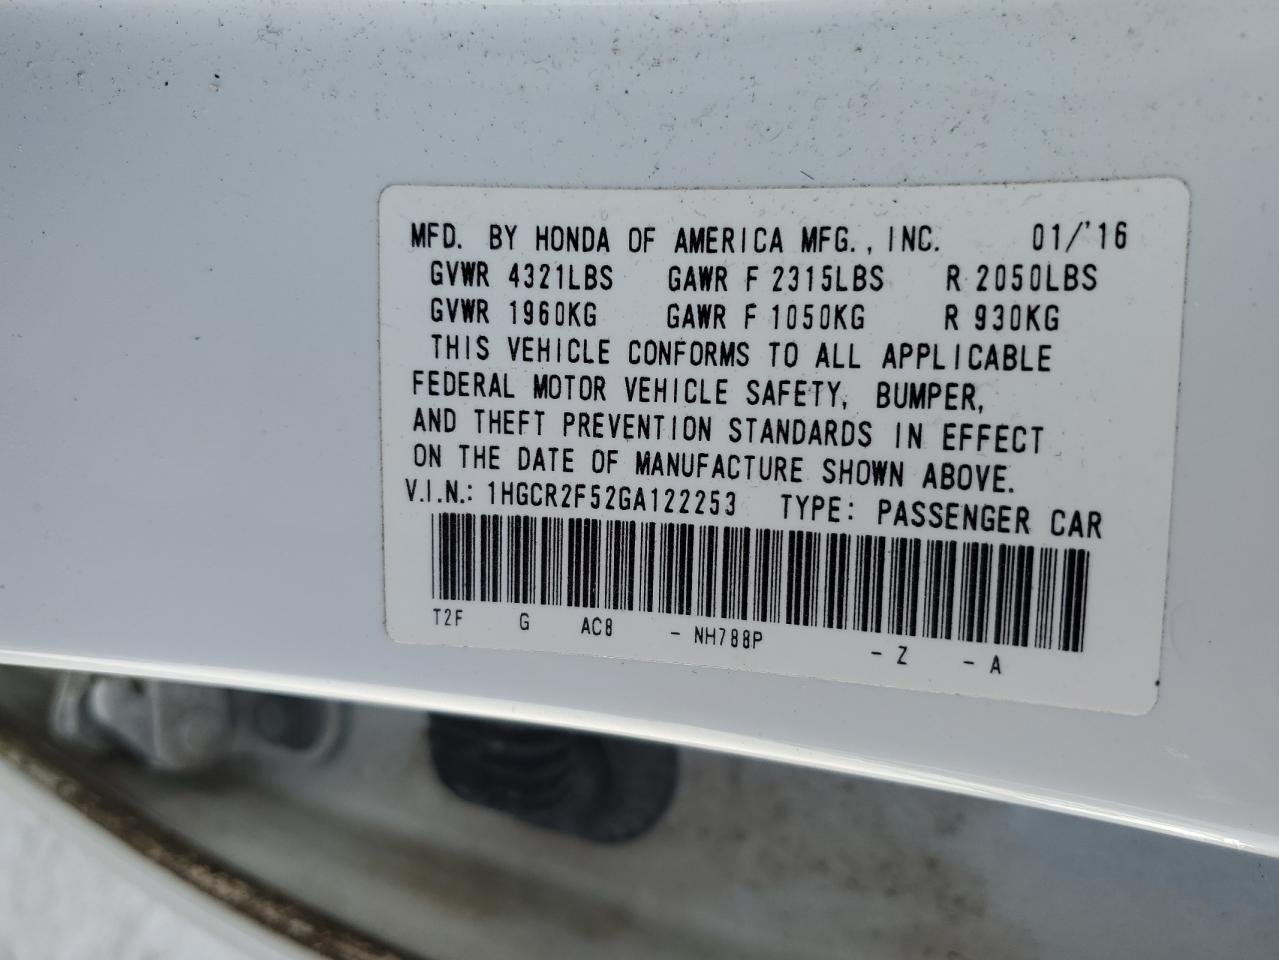 MFD. BY HONDA OF AMERICA MFG., INC. 01/'16
GVWR 4321LBS GAWR F 2315LBS R 2050LBS
GVWR 1960KG GAWR F 1050KG R 930KG
THIS VEHICLE CONFORMS TO ALL APPLICABLE
FEDERAL MOTOR VEHICLE SAFETY, BUMPER,
AND THEFT PREVENTION STANDARDS IN EFFECT
ON THE DATE OF MANUFACTURE SHOWN ABOVE.
V.I.N.: 1HGCR2F52GA122253 TYPE: PASSENGER CAR
T2F G AC8 - NH788P - Z - A